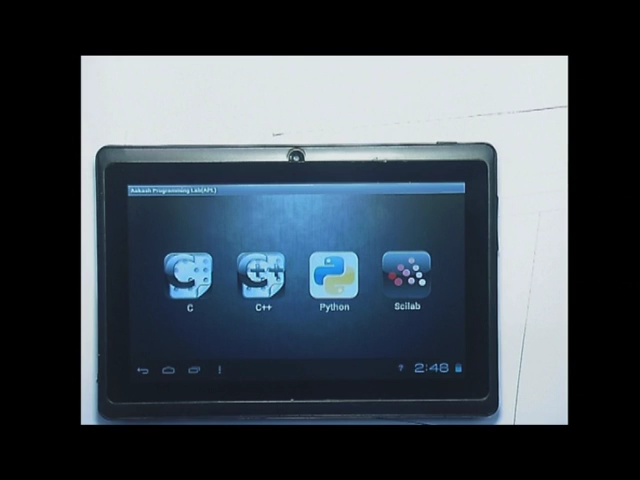 Aakash Programming Lab(APL)
C C++
C C++ Python Scilab
? 2:48